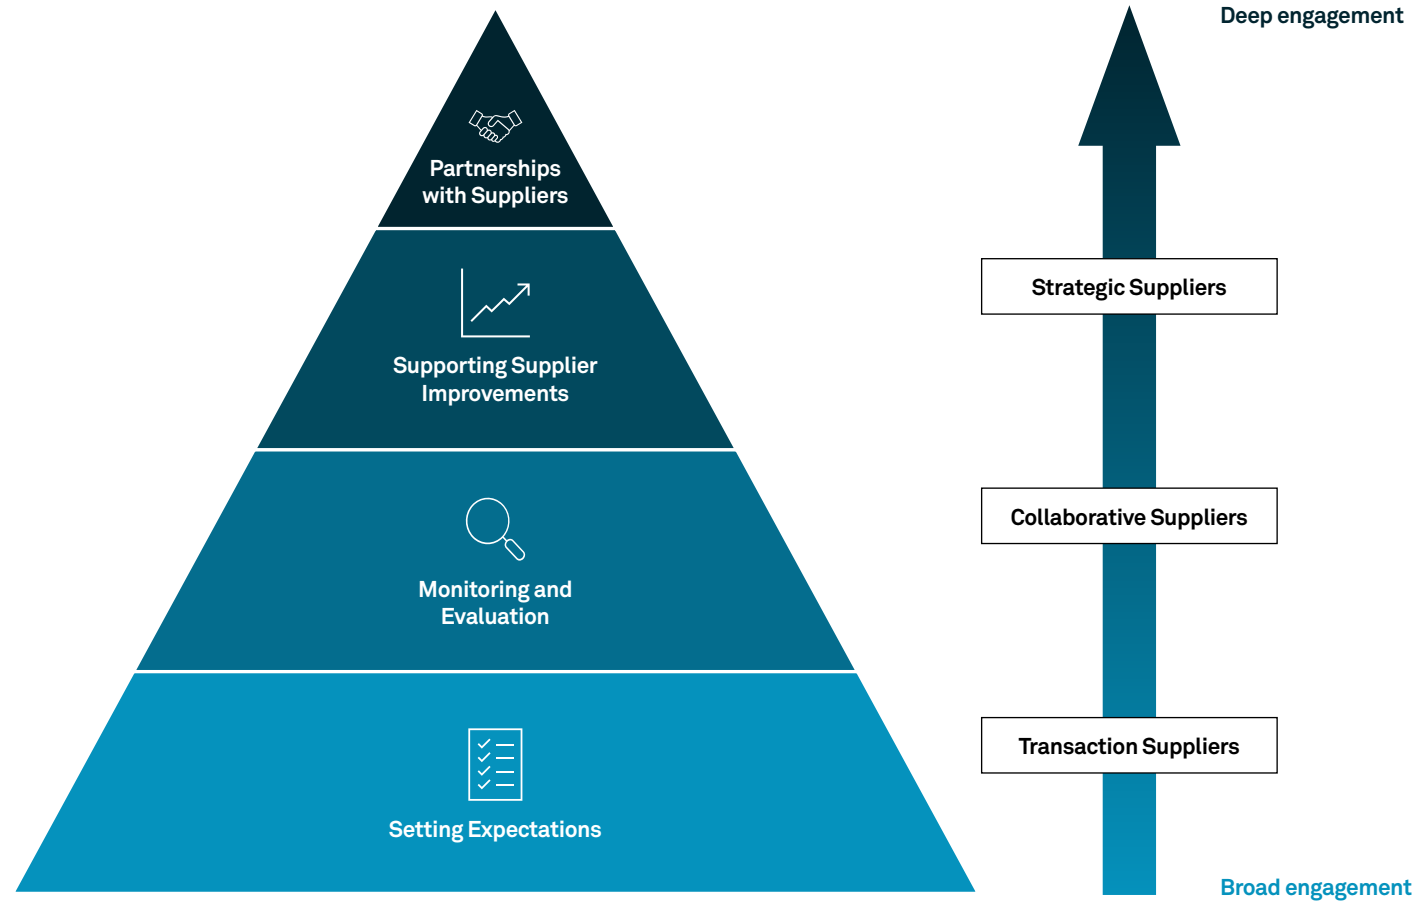 Deep engagement
Partnerships
with Suppliers
Strategic Suppliers
Supporting Supplier
Improvements
Collaborative Suppliers
Monitoring and
Evaluation
Transaction Suppliers
Setting Expectations
Broad engagement